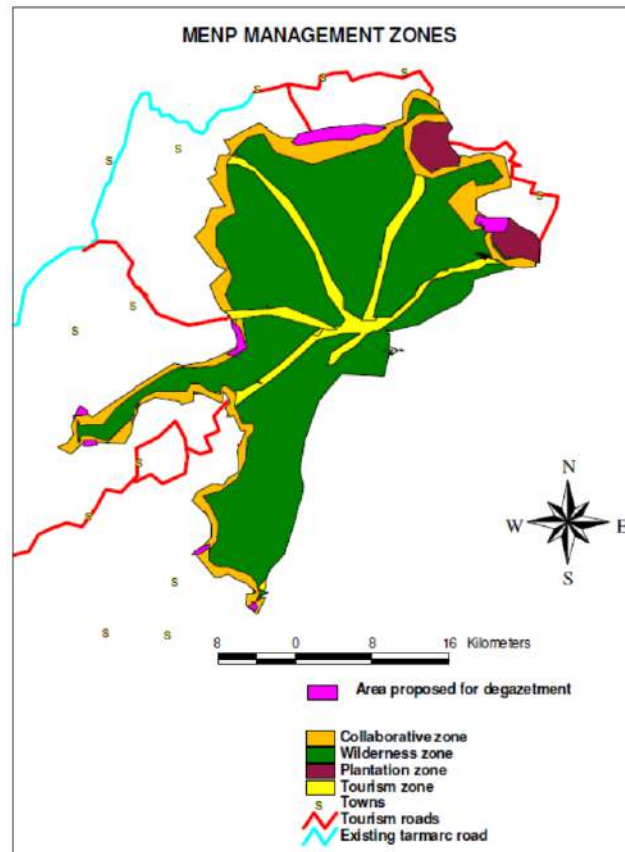 MENP MANAGEMENT ZONES
N
W E
S
8 0 8 16 Kilometers
Area proposed for degazetment
Collaborative zone
Wilderness zone
Plantation zone
Tourism zone
s Towns
Tourism roads
Existing tarmarc road
s
s
s
s
s
s
s
s
s
s
s
s
s